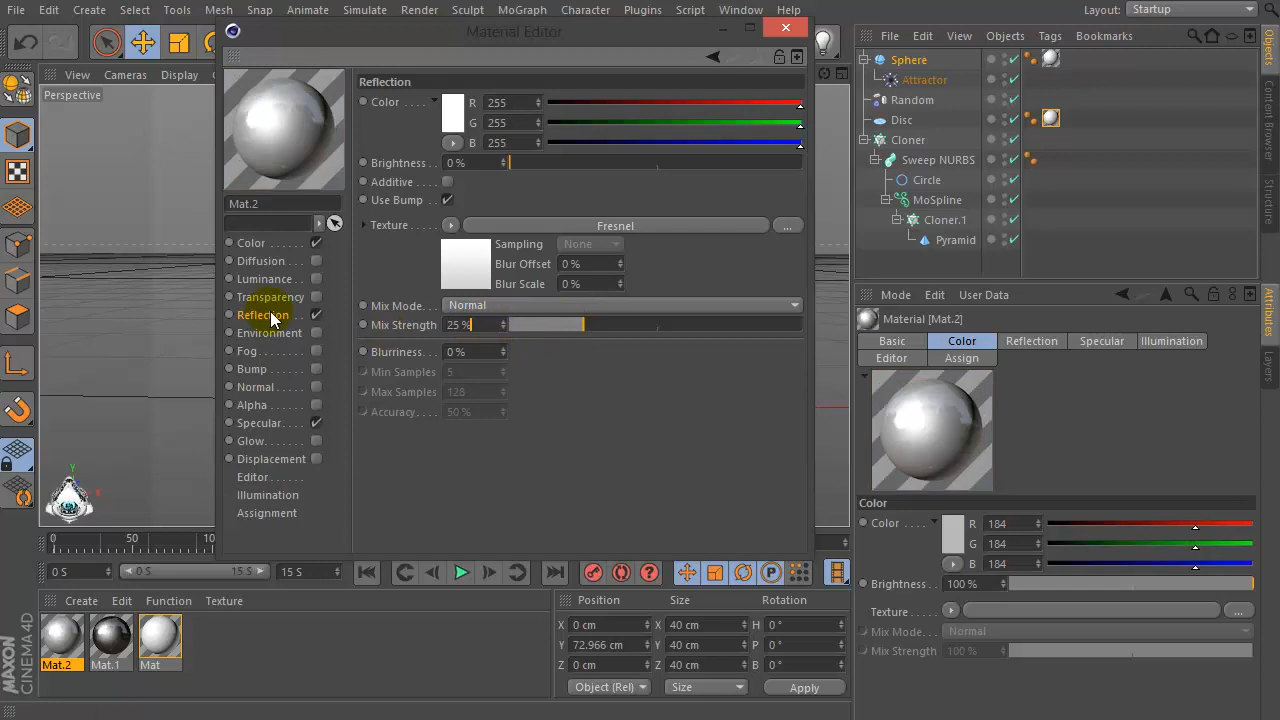 File Edit Create Select Tools Mesh Snap Animate Simulate Render Sculpt MoGraph Character Plugins Script Window Help Layout: Startup
Material Editor
File Edit View Objects Tags Bookmarks
View Cameras Display
Perspective
Reflection
Color R 255
G 255
B 255
Brightness 0 %
Additive
Use Bump
Texture Fresnel ...
Sampling None
Blur Offset 0 %
Blur Scale 0 %
Mix Mode Normal
Mix Strength 25 %
Blurriness 0 %
Min Samples 5
Max Samples 128
Accuracy 50 %
Mat.2
Color
Diffusion
Luminance
Transparency
Reflection
Environment
Fog
Bump
Normal
Alpha
Specular
Glow
Displacement
Editor
Illumination
Assignment
Sphere
Attractor
Random
Disc
Cloner
Sweep NURBS
Circle
MoSpline
Cloner.1
Pyramid
Objects
Content Browser
Structure
Attributes
Layers
Mode Edit User Data
Material [Mat.2]
Basic Color Reflection Specular Illumination
Editor Assign
Color
Color R 184
G 184
B 184
Brightness 100 %
Texture ...
Mix Mode Normal
Mix Strength 100 %
Y
X
0 50 100
0 S 0 S 15 S 15 S
Create Edit Function Texture
Mat.2 Mat.1 Mat
Position Size Rotation
X 0 cm X 40 cm H 0 °
Y 72.966 cm Y 40 cm P 0 °
Z 0 cm Z 40 cm B 0 °
Object (Rel) Size Apply
MAXON
CINEMA 4D